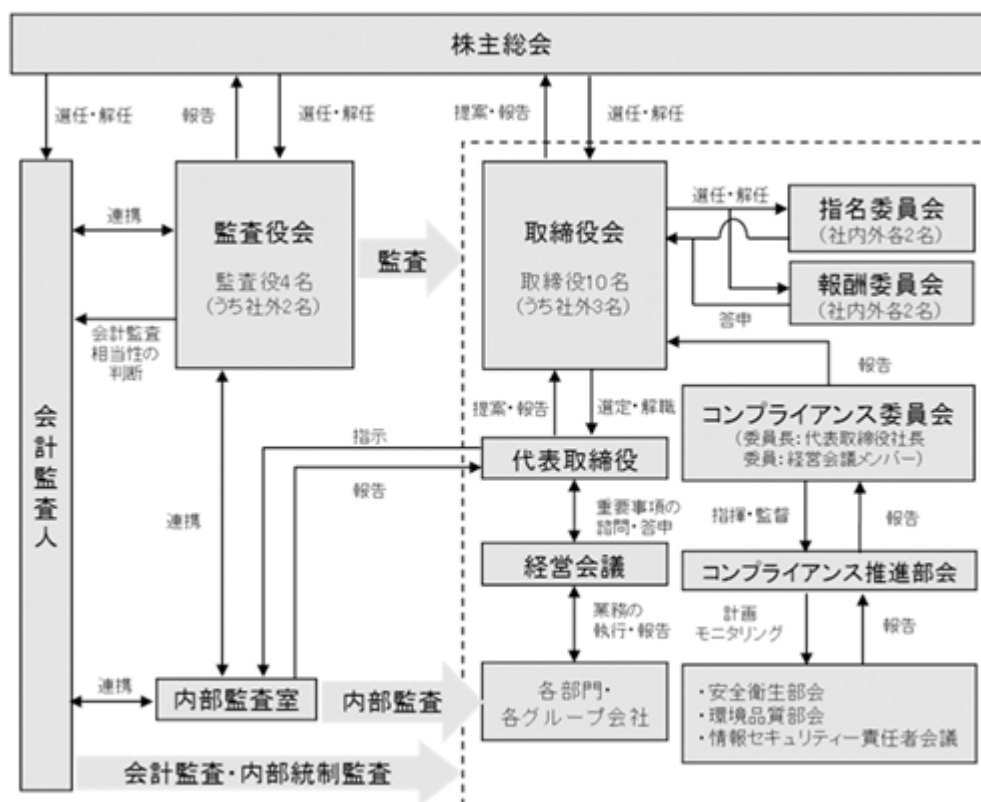 株主総会
選任・解任
報告
選任・解任
提案・報告
選任・解任
連携
監査役会
監査役4名
(うち社外2名)
監査
取締役会
取締役10名
(うち社外3名)
選任・解任
指名委員会
(社内外各2名)
報酬委員会
(社内外各2名)
答申
会計監査
相当性の
判断
報告
会計監査人
提案・報告
選定・解職
コンプライアンス委員会
(委員長:代表取締役社長
委員:経営会議メンバー)
指示
代表取締役
報告
連携
重要事項の
諮問・答申
指揮・監督
報告
経営会議
コンプライアンス推進部会
業務の
執行・報告
計画
モニタリング
報告
連携
内部監査室
内部監査
各部門・
各グループ会社
・安全衛生部会
・環境品質部会
・情報セキュリティー責任者会議
会計監査・内部統制監査